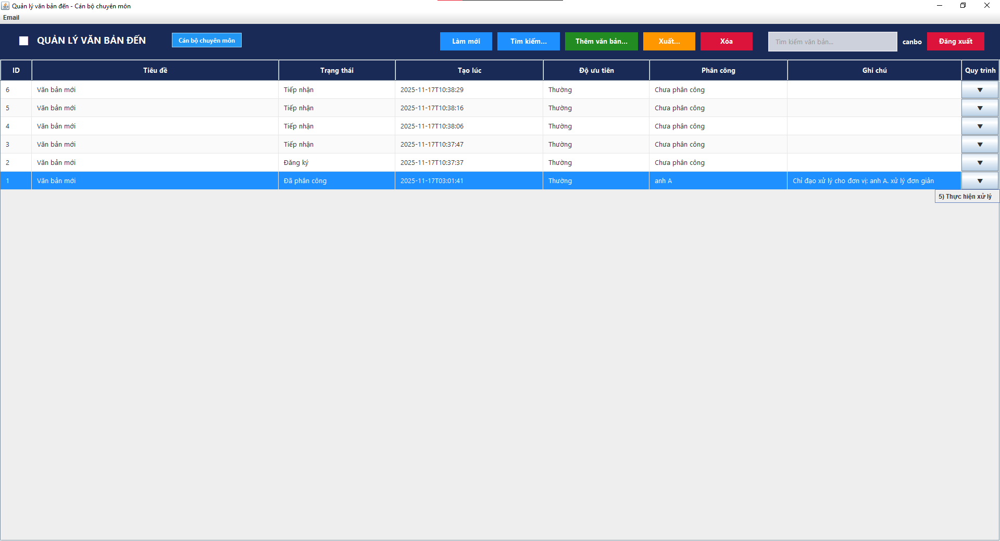 Quản lý văn bản đến - Cán bộ chuyên môn
Email
QUẢN LÝ VĂN BẢN ĐẾN Cán bộ chuyên môn Làm mới Tìm kiếm... Thêm văn bản... Xuất... Xóa Tìm kiếm văn bản... canbo Đăng xuất
ID Tiêu đề Trạng thái Tạo lúc Độ ưu tiên Phân công Ghi chú Quy trình
6 Văn bản mới Tiếp nhận 2025-11-17T10:38:29 Thường Chưa phân công
5 Văn bản mới Tiếp nhận 2025-11-17T10:38:16 Thường Chưa phân công
4 Văn bản mới Tiếp nhận 2025-11-17T10:38:06 Thường Chưa phân công
3 Văn bản mới Tiếp nhận 2025-11-17T10:37:47 Thường Chưa phân công
2 Văn bản mới Đăng ký 2025-11-17T10:37:37 Thường Chưa phân công
1 Văn bản mới Đã phân công 2025-11-17T03:01:41 Thường anh A Chỉ đạo xử lý cho đơn vị: anh A. xử lý đơn giản
5) Thực hiện xử lý